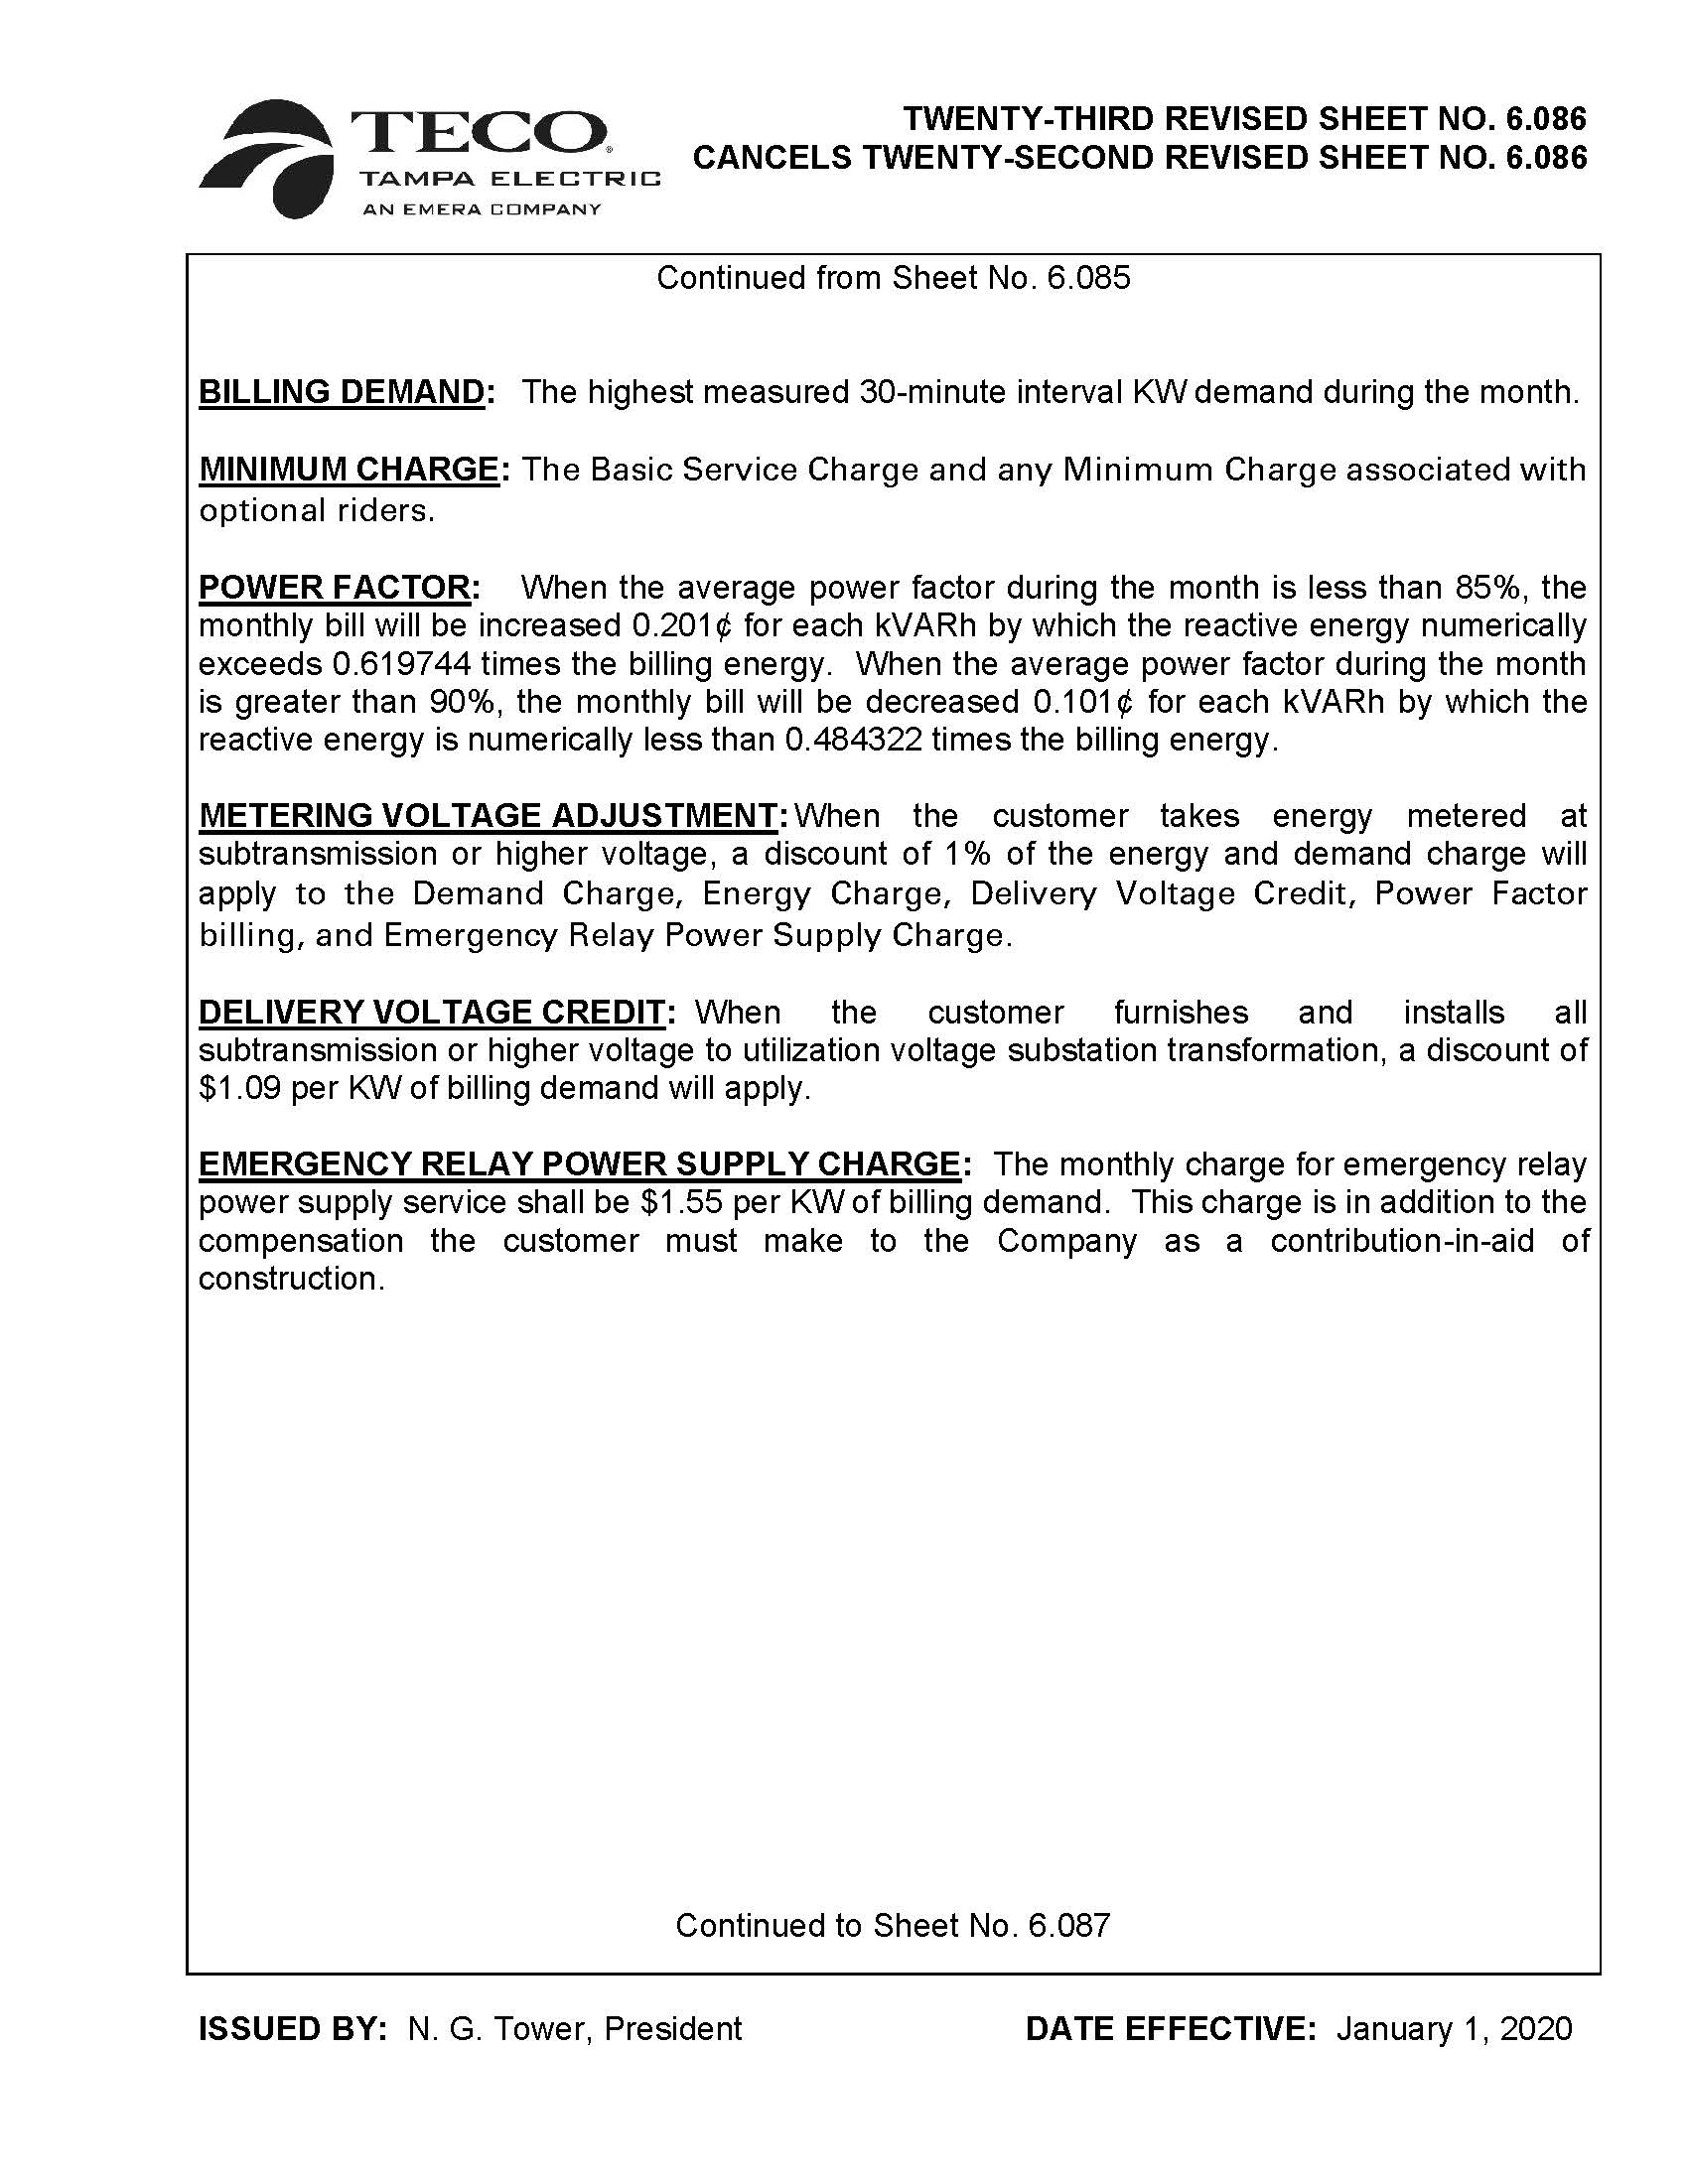 TECO®
TAMPA ELECTRIC
AN EMERA COMPANY
TWENTY-THIRD REVISED SHEET NO. 6.086
CANCELS TWENTY-SECOND REVISED SHEET NO. 6.086
Continued from Sheet No. 6.085
BILLING DEMAND: The highest measured 30-minute interval KW demand during the month.
MINIMUM CHARGE: The Basic Service Charge and any Minimum Charge associated with
optional riders.
POWER FACTOR: When the average power factor during the month is less than 85%, the
monthly bill will be increased 0.201¢ for each kVARh by which the reactive energy numerically
exceeds 0.619744 times the billing energy. When the average power factor during the month
is greater than 90%, the monthly bill will be decreased 0.101¢ for each kVARh by which the
reactive energy is numerically less than 0.484322 times the billing energy.
METERING VOLTAGE ADJUSTMENT: When the customer takes energy metered at
subtransmission or higher voltage, a discount of 1% of the energy and demand charge will
apply to the Demand Charge, Energy Charge, Delivery Voltage Credit, Power Factor
billing, and Emergency Relay Power Supply Charge.
DELIVERY VOLTAGE CREDIT: When the customer furnishes and installs all
subtransmission or higher voltage to utilization voltage substation transformation, a discount of
$1.09 per KW of billing demand will apply.
EMERGENCY RELAY POWER SUPPLY CHARGE: The monthly charge for emergency relay
power supply service shall be $1.55 per KW of billing demand. This charge is in addition to the
compensation the customer must make to the Company as a contribution-in-aid of
construction.
Continued to Sheet No. 6.087
ISSUED BY: N. G. Tower, President
DATE EFFECTIVE: January 1, 2020